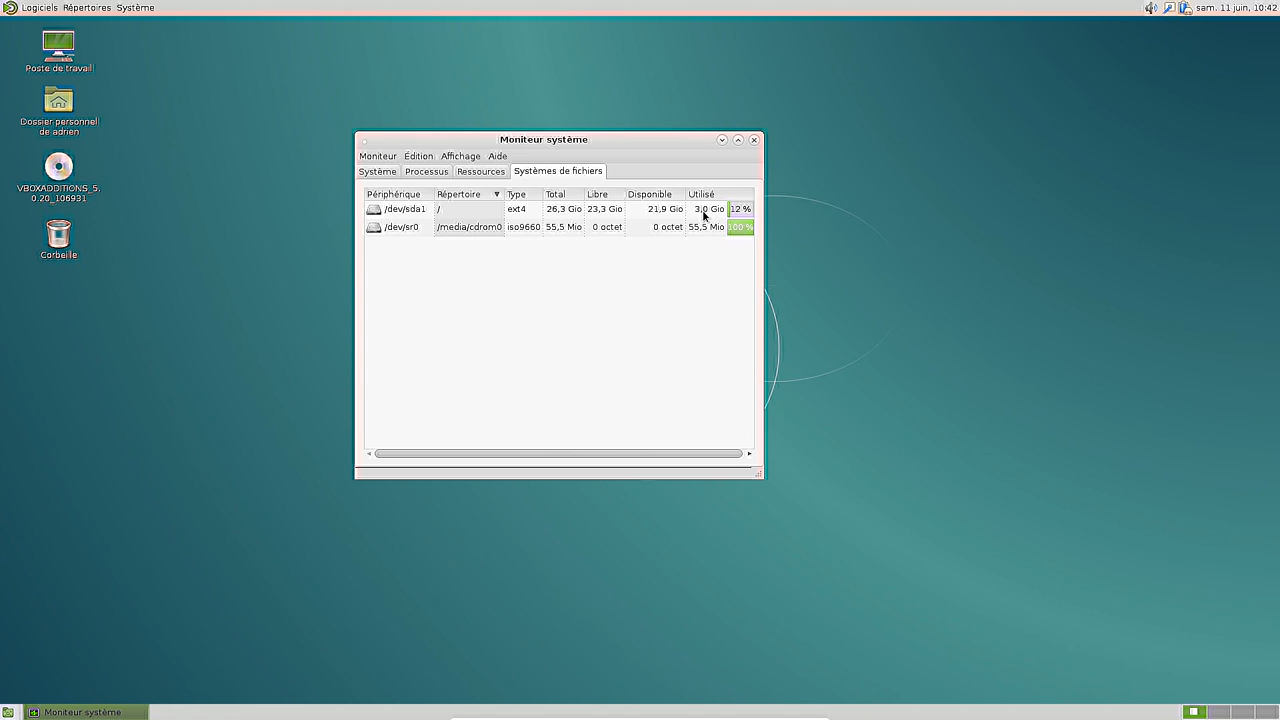 Logiciels Répertoires Système
sam. 11 juin, 10:42
Poste de travail
Dossier personnel
de adrien
VBOXADDITIONS_5.
0.20_106931
Corbeille
Moniteur système
Moniteur Édition Affichage Aide
Système Processus Ressources Systèmes de fichiers
Périphérique Répertoire Type Total Libre Disponible Utilisé
/dev/sda1 / ext4 26,3 Gio 23,3 Gio 21,9 Gio 3,0 Gio 12 %
/dev/sr0 /media/cdrom0 iso9660 55,5 Mio 0 octet 0 octet 55,5 Mio 100 %
Moniteur système